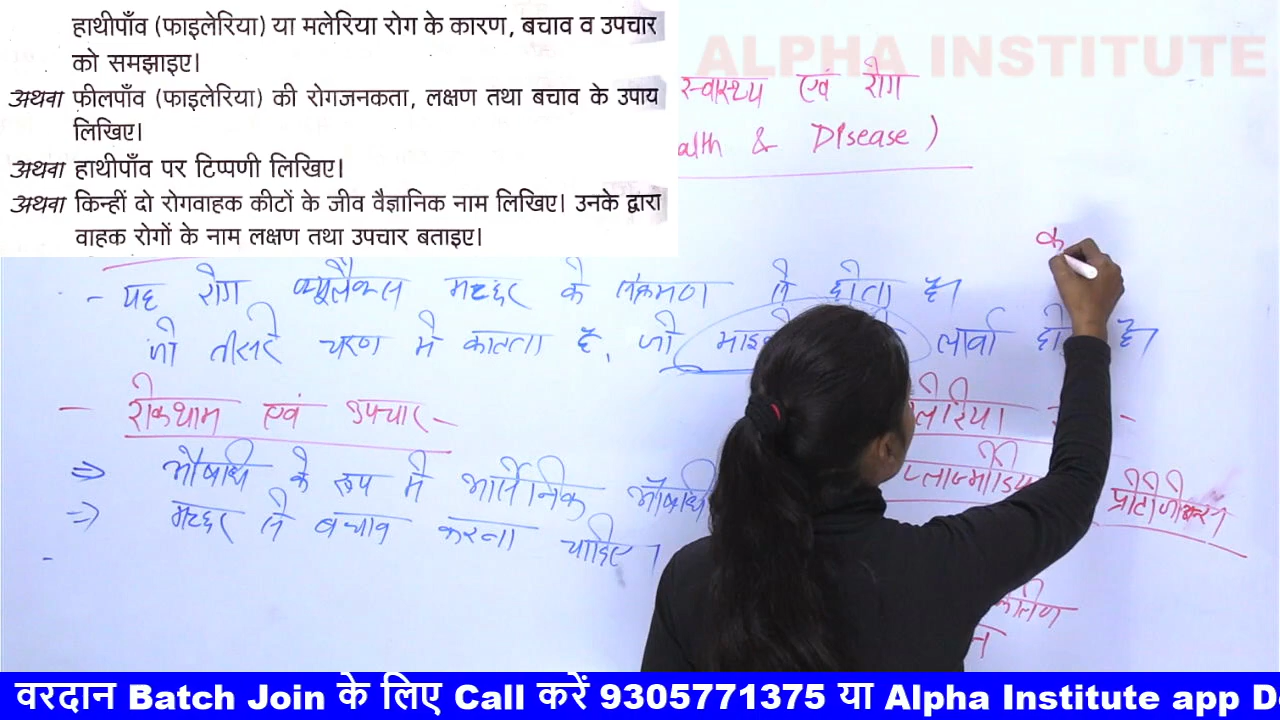 हाथीपाँव (फाइलेरिया) या मलेरिया रोग के कारण, बचाव व उपचार
को समझाइए।
अथवा फीलपाँव (फाइलेरिया) की रोगजनकता, लक्षण तथा बचाव के उपाय
लिखिए।
अथवा हाथीपाँव पर टिप्पणी लिखिए।
अथवा किन्हीं दो रोगवाहक कीटों के जीव वैज्ञानिक नाम लिखिए। उनके द्वारा
वाहक रोगों के नाम लक्षण तथा उपचार बताइए।
ALPHA INSTITUTE
स्वास्थ्य एवं रोग
alth & Disease )
- यह रोग क्यूलैक्स मच्छर के संक्रमण से होता है।
जो तीसरे चरण में काटता है, जो माइ लार्वा हो है।
- रोकथाम एवं उपचार -
⇒ औषधि के रूप में आर्सेनिक औषधि
⇒ मच्छर से बचाव करना चाहिए।
लेरिया
प्लाज्मोडिय प्रोटोजोअन्स।
वरदान Batch Join के लिए Call करें 9305771375 या Alpha Institute app D